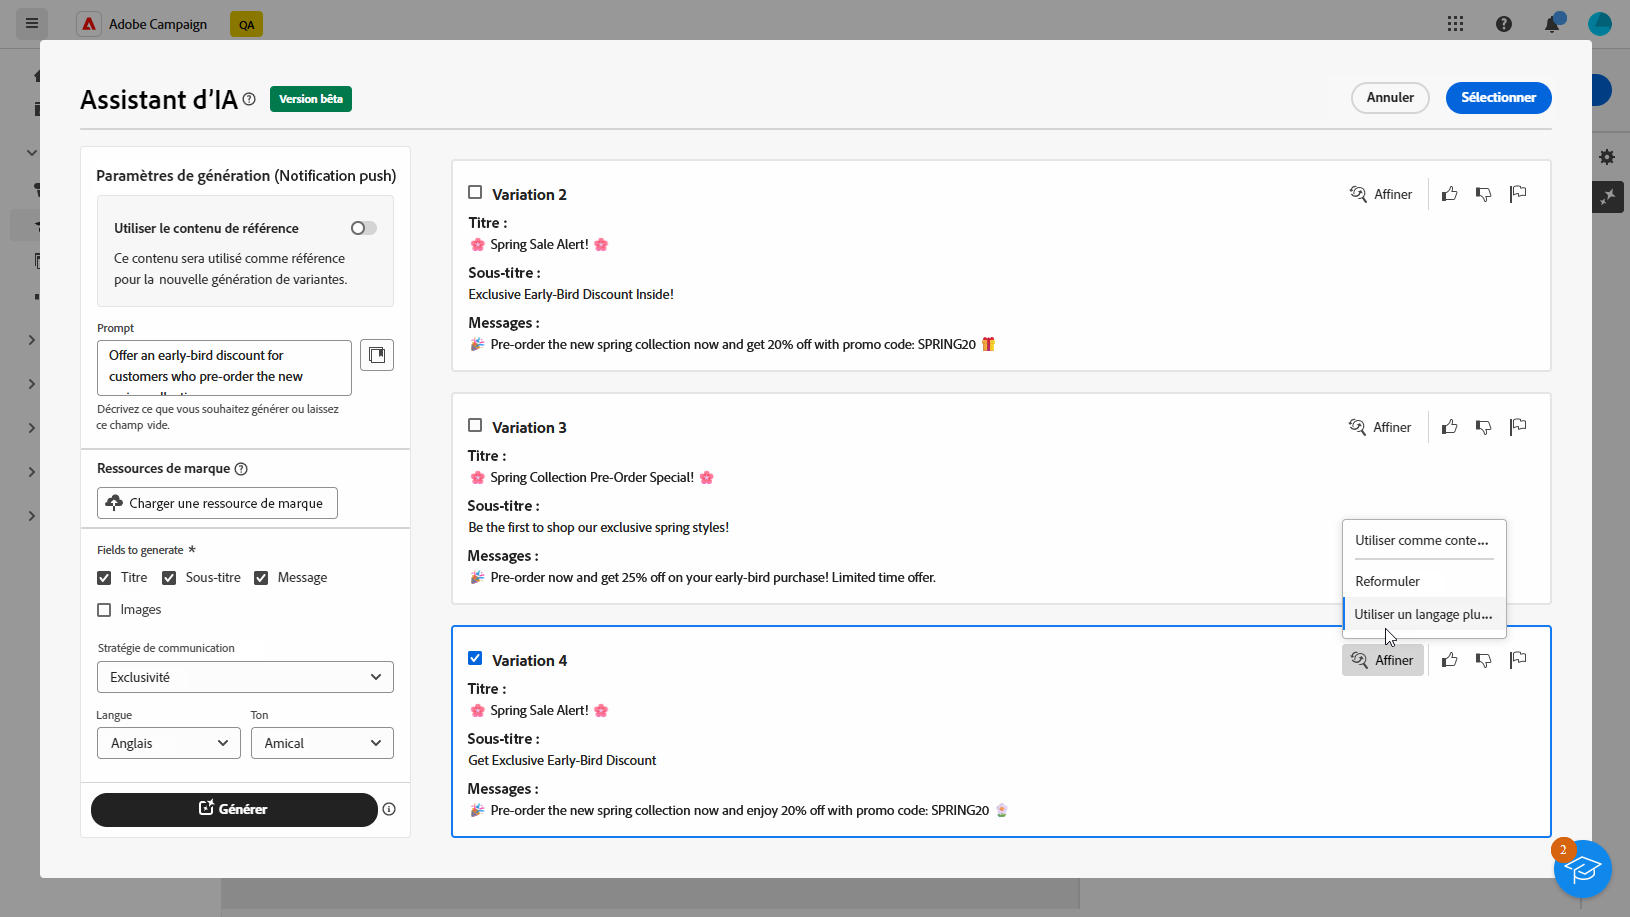 Adobe Campaign
QA
Assistant d'IA
Version bêta
Annuler
Sélectionner
Paramètres de génération (Notification push)
Utiliser le contenu de référence
Ce contenu sera utilisé comme référence
pour la nouvelle génération de variantes.
Prompt
Offer an early-bird discount for
customers who pre-order the new
Décrivez ce que vous souhaitez générer ou laissez
ce champ vide.
Ressources de marque
Charger une ressource de marque
Fields to generate *
Titre
Sous-titre
Message
Images
Stratégie de communication
Exclusivité
Langue
Ton
Anglais
Amical
Générer
Variation 2
Affiner
Titre :
🌸 Spring Sale Alert! 🌸
Sous-titre :
Exclusive Early-Bird Discount Inside!
Messages :
🎉 Pre-order the new spring collection now and get 20% off with promo code: SPRING20 🎁
Variation 3
Affiner
Titre :
🌸 Spring Collection Pre-Order Special! 🌸
Sous-titre :
Be the first to shop our exclusive spring styles!
Messages :
🎉 Pre-order now and get 25% off on your early-bird purchase! Limited time offer.
Utiliser comme conte...
Reformuler
Utiliser un langage plu...
Variation 4
Affiner
Titre :
🌸 Spring Sale Alert! 🌸
Sous-titre :
Get Exclusive Early-Bird Discount
Messages :
🎉 Pre-order the new spring collection now and enjoy 20% off with promo code: SPRING20
2